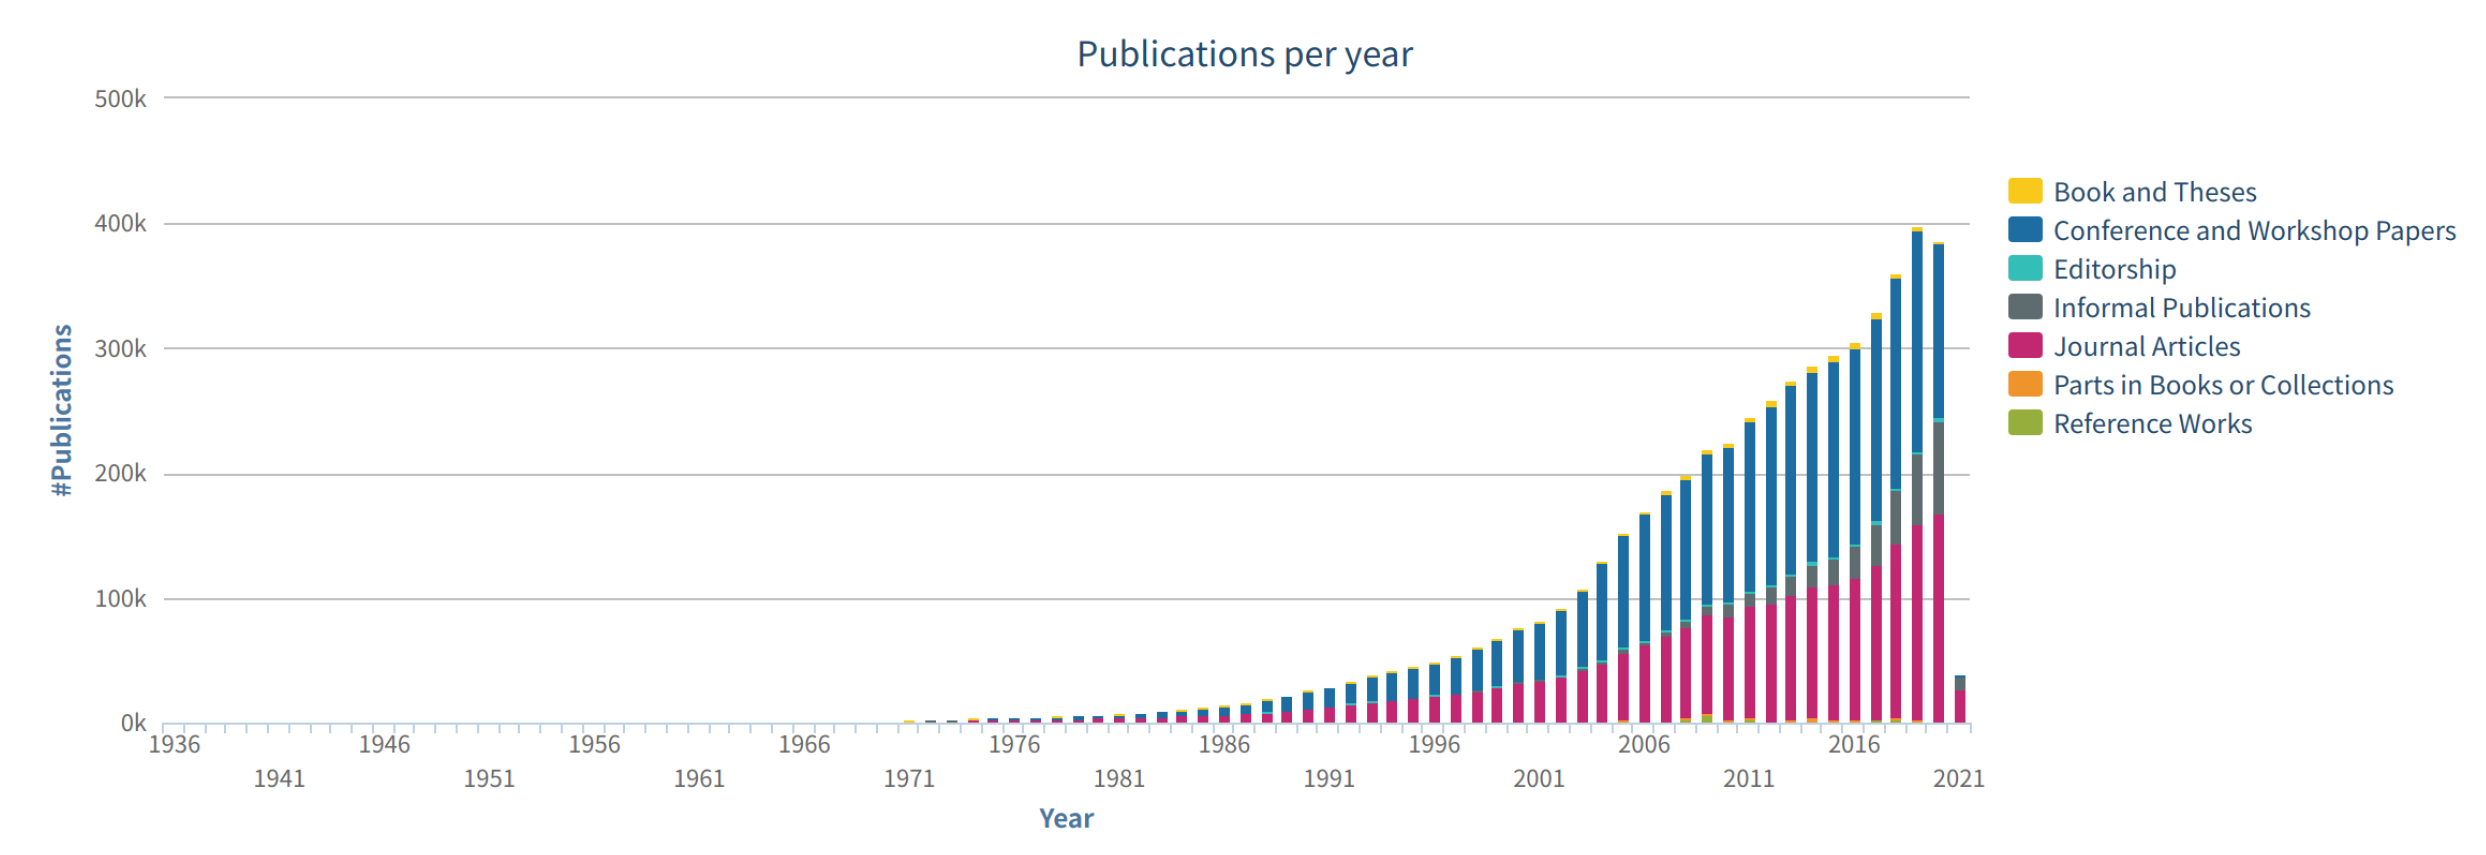 Publications per year
500k
400k
300k
200k
100k
0k
#Publications
1936 1946 1956 1966 1976 1986 1996 2006 2016
1941 1951 1961 1971 1981 1991 2001 2011 2021
Year
Book and Theses
Conference and Workshop Papers
Editorship
Informal Publications
Journal Articles
Parts in Books or Collections
Reference Works